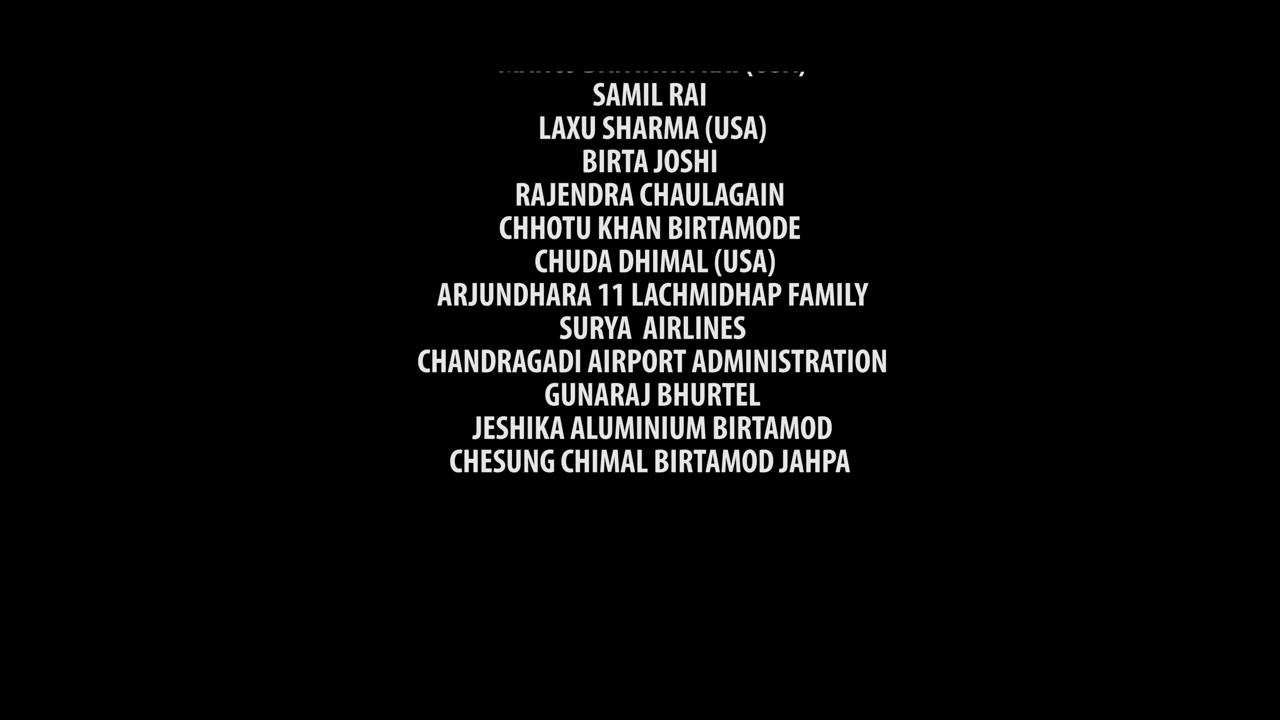 SAMIL RAI
LAXU SHARMA (USA)
BIRTA JOSHI
RAJENDRA CHAULAGAIN
CHHOTU KHAN BIRTAMODE
CHUDA DHIMAL (USA)
ARJUNDHARA 11 LACHMIDHAP FAMILY
SURYA  AIRLINES
CHANDRAGADI AIRPORT ADMINISTRATION
GUNARAJ BHURTEL
JESHIKA ALUMINIUM BIRTAMOD
CHESUNG CHIMAL BIRTAMOD JAHPA